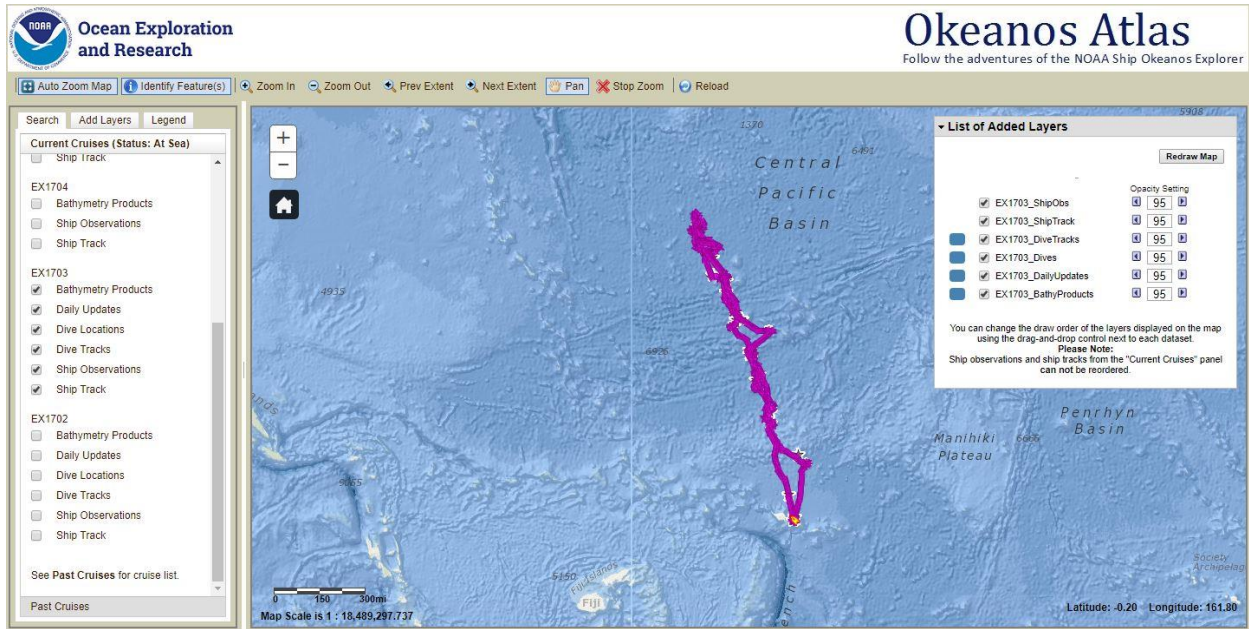 NOAA
Ocean Exploration
and Research
Okeanos Atlas
Follow the adventures of the NOAA Ship Okeanos Explorer
Auto Zoom Map Identify Feature(s) Zoom In Zoom Out Prev Extent Next Extent Pan Stop Zoom Reload
Search Add Layers Legend
Current Cruises (Status: At Sea)
Ship Track
EX1704
Bathymetry Products
Ship Observations
Ship Track
EX1703
Bathymetry Products
Daily Updates
Dive Locations
Dive Tracks
Ship Observations
Ship Track
EX1702
Bathymetry Products
Daily Updates
Dive Locations
Dive Tracks
Ship Observations
Ship Track
See Past Cruises for cruise list.
Past Cruises
+
−
1370
5905
6491
Central
Pacific
Basin
4935
6926
9065
5150
Fiji Islands
Fiji
Manihiki
Plateau
6666
Penrhyn
Basin
Society
Archipelag
ench
0 150 300mi
Map Scale is 1 : 18,489,297.737
Latitude: -0.20 Longitude: 161.80
List of Added Layers
Redraw Map
Opacity Setting
EX1703_ShipObs 95
EX1703_ShipTrack 95
EX1703_DiveTracks 95
EX1703_Dives 95
EX1703_DailyUpdates 95
EX1703_BathyProducts 95
You can change the draw order of the layers displayed on the map
using the drag-and-drop control next to each dataset.
Please Note:
Ship observations and ship tracks from the "Current Cruises" panel
can not be reordered.